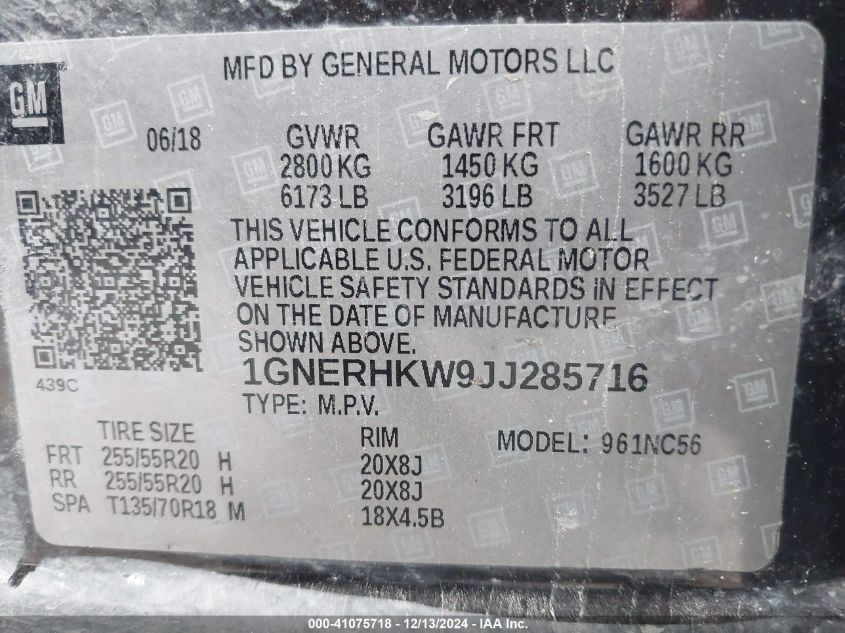 MFD BY GENERAL MOTORS LLC
GM
06/18 GVWR GAWR FRT GAWR RR
2800 KG 1450 KG 1600 KG
6173 LB 3196 LB 3527 LB
THIS VEHICLE CONFORMS TO ALL
APPLICABLE U.S. FEDERAL MOTOR
VEHICLE SAFETY STANDARDS IN EFFECT
ON THE DATE OF MANUFACTURE
SHOWN ABOVE.
439C
1GNERHKW9JJ285716
TYPE: M.P.V.
TIRE SIZE RIM MODEL: 961NC56
FRT 255/55R20 H 20X8J
RR 255/55R20 H 20X8J
SPA T135/70R18 M 18X4.5B
000-41075718 - 12/13/2024 - IAAI.com